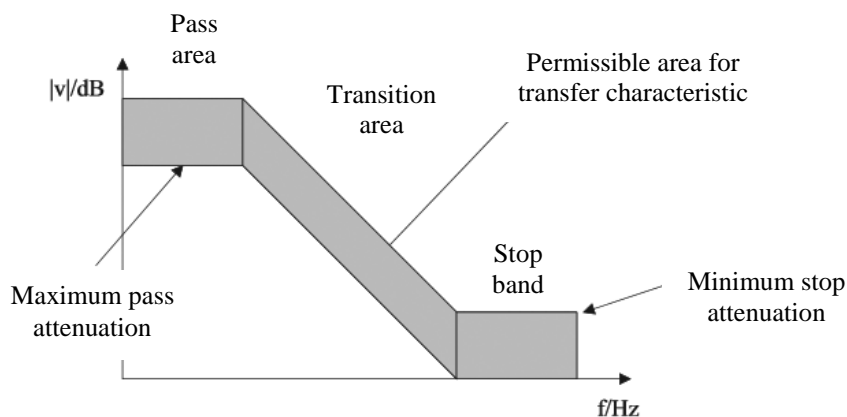 Pass
area
|v|/dB
Transition
area
Permissible area for
transfer characteristic
Stop
band
Maximum pass
attenuation
Minimum stop
attenuation
f/Hz